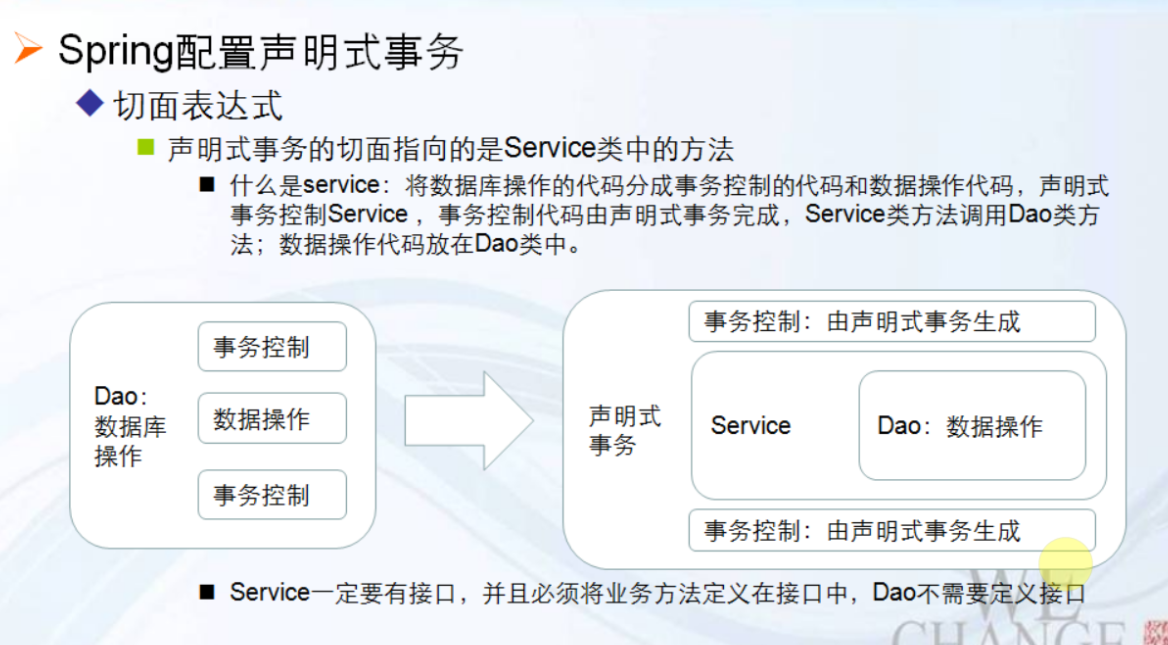 Spring配置声明式事务
切面表达式
声明式事务的切面指向的是Service类中的方法
什么是service：将数据库操作的代码分成事务控制的代码和数据操作代码，声明式
事务控制Service ，事务控制代码由声明式事务完成，Service类方法调用Dao类方
法；数据操作代码放在Dao类中。
Dao：
数据库
操作
事务控制
数据操作
事务控制
声明式
事务
事务控制：由声明式事务生成
Service
Dao：数据操作
事务控制：由声明式事务生成
Service一定要有接口，并且必须将业务方法定义在接口中，Dao不需要定义接口
WE
CHANGE